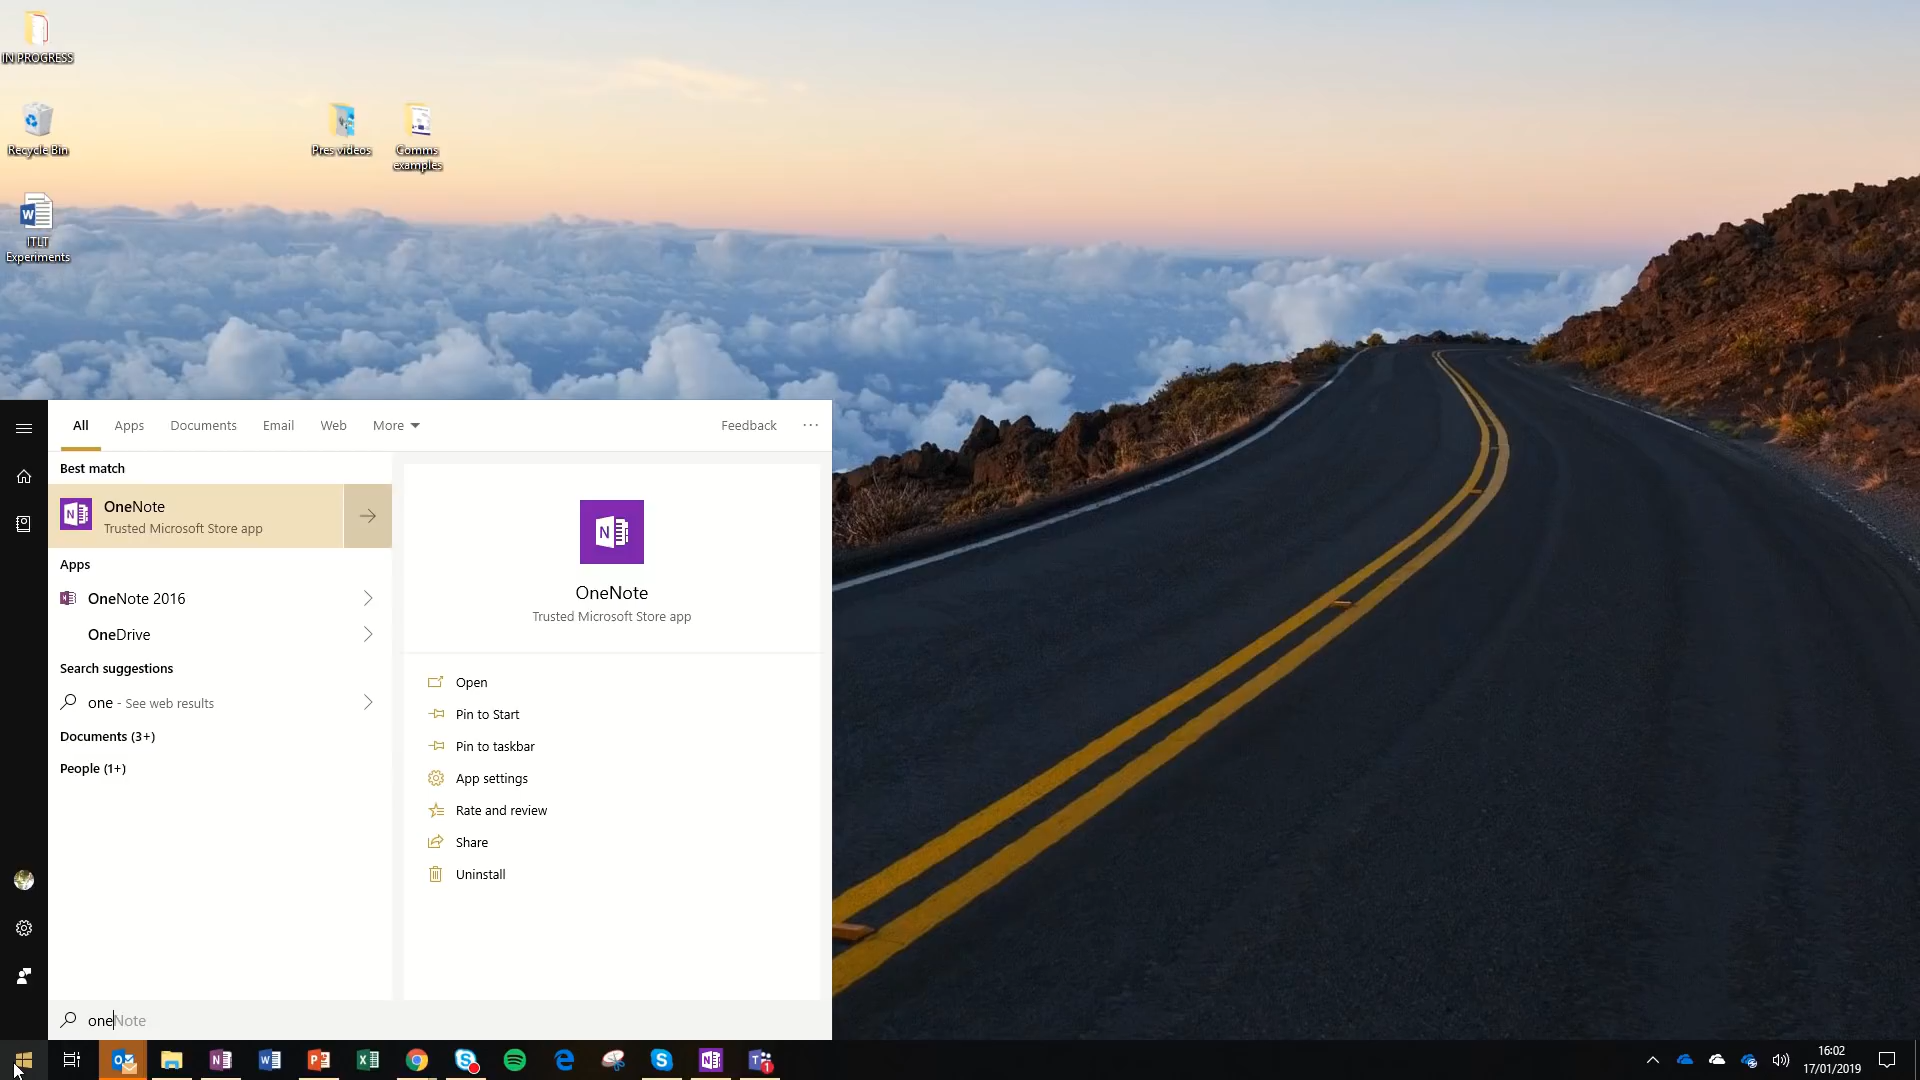 IN PROGRESS
Recycle Bin
Pres videos
Comms
examples
ITLT
Experiments
All
Apps
Documents
Email
Web
More
Feedback
Best match
OneNote
Trusted Microsoft Store app
Apps
OneNote 2016
OneDrive
Search suggestions
one - See web results
Documents (3+)
People (1+)
OneNote
Trusted Microsoft Store app
Open
Pin to Start
Pin to taskbar
App settings
Rate and review
Share
Uninstall
oneNote
16:02
17/01/2019